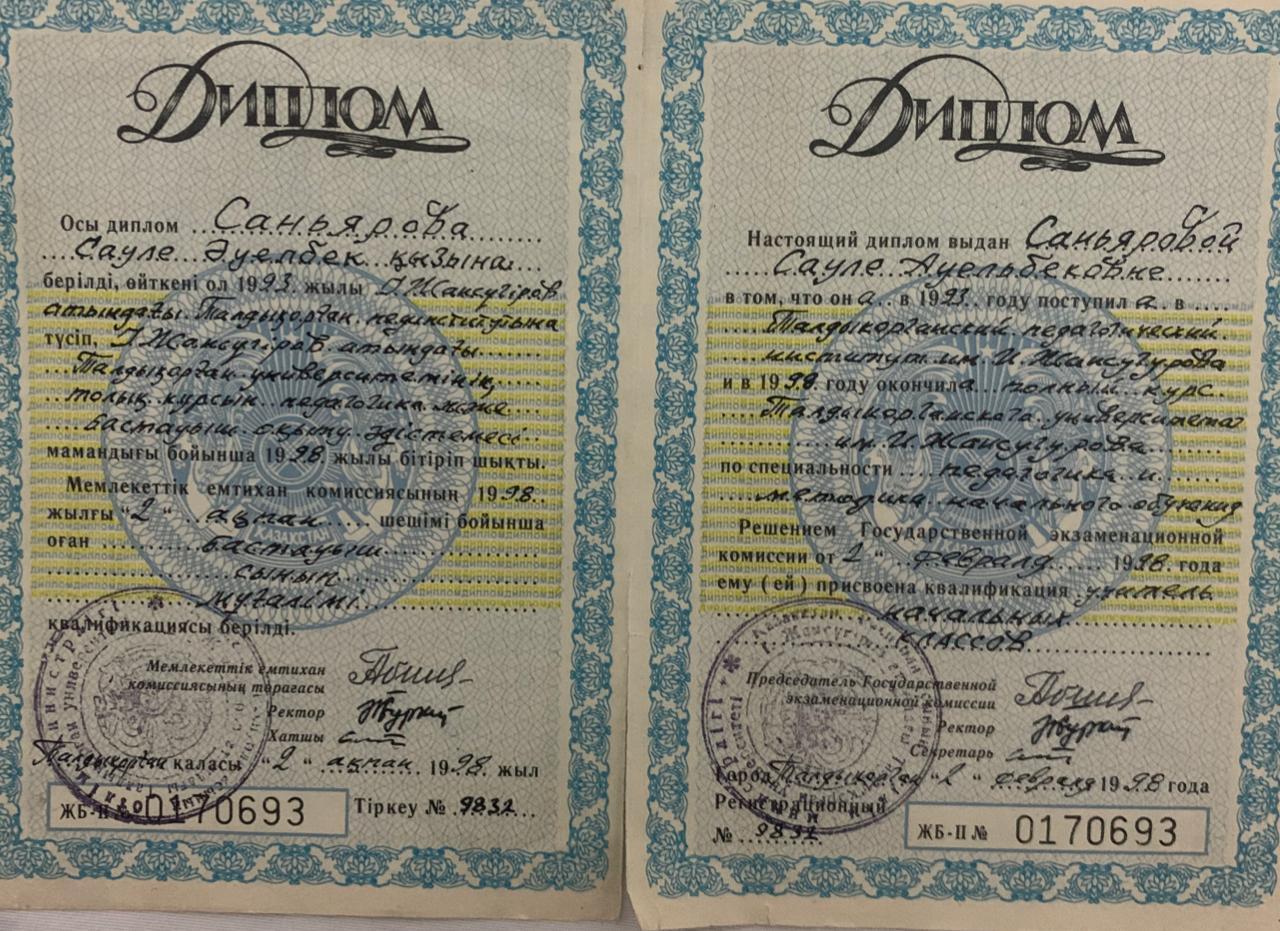 Диплом
Осы диплом Саньярова
Сауле Әуелбек қызына
берілді, өйткені ол 1993 жылы І.Жансүгіров
атындағы Талдықорған пединститутына
түсіп, І.Жансүгіров атындағы
Талдықорған университетінің
толық курсын педагогика және
бастауыш оқыту әдістемесі
мамандығы бойынша 1998 жылы бітіріп шықты.
Мемлекеттік емтихан комиссиясының 1998
жылғы "2" ақпан шешімі бойынша
оған бастауыш
сынып
мұғалімі
квалификациясы берілді.
Мемлекеттік емтихан
комиссиясының төрағасы
Ректор
Хатшы
Талдықорған қаласы "2" ақпан 1998 жыл
ЖБ-II № 0170693
Тіркеу № 9832
Диплом
Настоящий диплом выдан Саньяровой
Сауле Ауельбековне
в том, что он а в 1993 году поступил а в
Талдыкорганский педагогический
институт им. И. Жансугурова
и в 1998 году окончила полный курс
Талдыкорганского университета
им. И. Жансугурова
по специальности педагогика и
методика начального обучения
Решением Государственной экзаменационной
комиссии от 2 " февраля 1998 года
ему (ей) присвоена квалификация учитель
начальных
классов
Председатель Государственной
экзаменационной комиссии
Ректор
Секретарь
Город Талдыкорган "2" февраля 1998 года
Регистрационный
№ 9832
ЖБ-II № 0170693
ҚАЗАҚСТАН